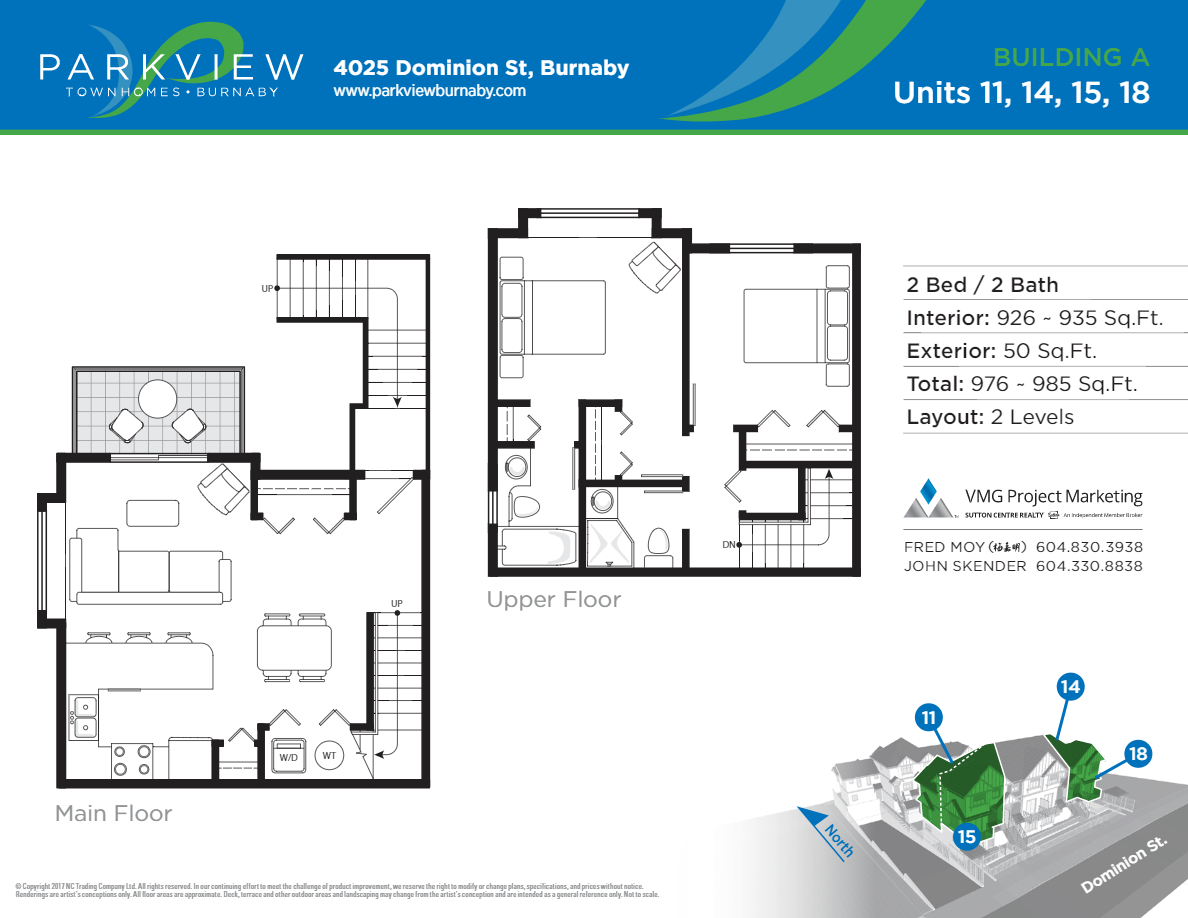 PARKVIEW
TOWNHOMES • BURNABY
4025 Dominion St, Burnaby
www.parkviewburnaby.com
BUILDING A
Units 11, 14, 15, 18
UP
UP
W/D
WT
Main Floor
DN
Upper Floor
2 Bed / 2 Bath
Interior: 926 ~ 935 Sq.Ft.
Exterior: 50 Sq.Ft.
Total: 976 ~ 985 Sq.Ft.
Layout: 2 Levels
VMG Project Marketing
SUTTON CENTRE REALTY An Independent Member Broker
FRED MOY (楊嘉明) 604.830.3938
JOHN SKENDER 604.330.8838
14
11
18
15
North
Dominion St.
© Copyright 2017 NC Trading Company Ltd. All rights reserved. In our continuing effort to meet the challenge of product improvement, we reserve the right to modify or change plans, specifications, and prices without notice.
Renderings are artist's conceptions only. All floor areas are approximate. Deck, terrace and other outdoor areas and landscaping may change from the artist's conception and are intended as a general reference only. Not to scale.